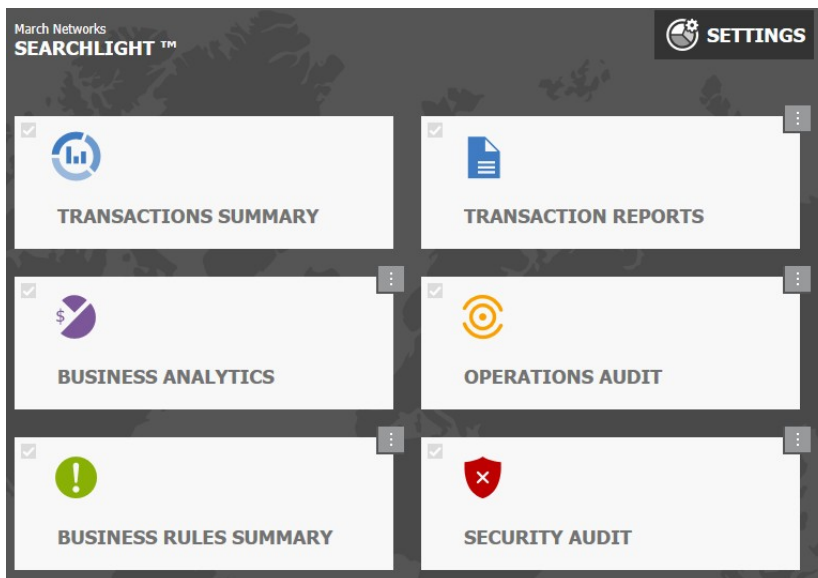 March Networks
SEARCHLIGHT ™
SETTINGS
TRANSACTIONS SUMMARY
TRANSACTION REPORTS
$
BUSINESS ANALYTICS
OPERATIONS AUDIT
BUSINESS RULES SUMMARY
SECURITY AUDIT